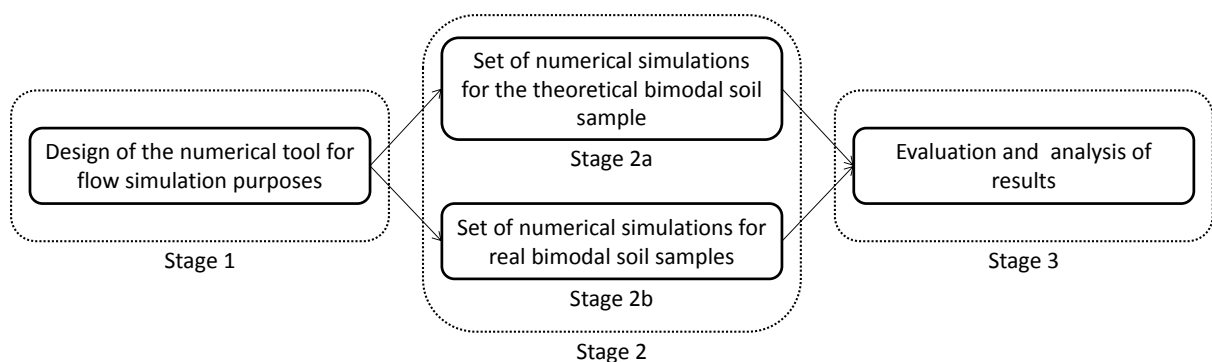 Design of the numerical tool for
flow simulation purposes
Stage 1
Set of numerical simulations
for the theoretical bimodal soil
sample
Stage 2a
Set of numerical simulations for
real bimodal soil samples
Stage 2b
Stage 2
Evaluation and analysis of
results
Stage 3